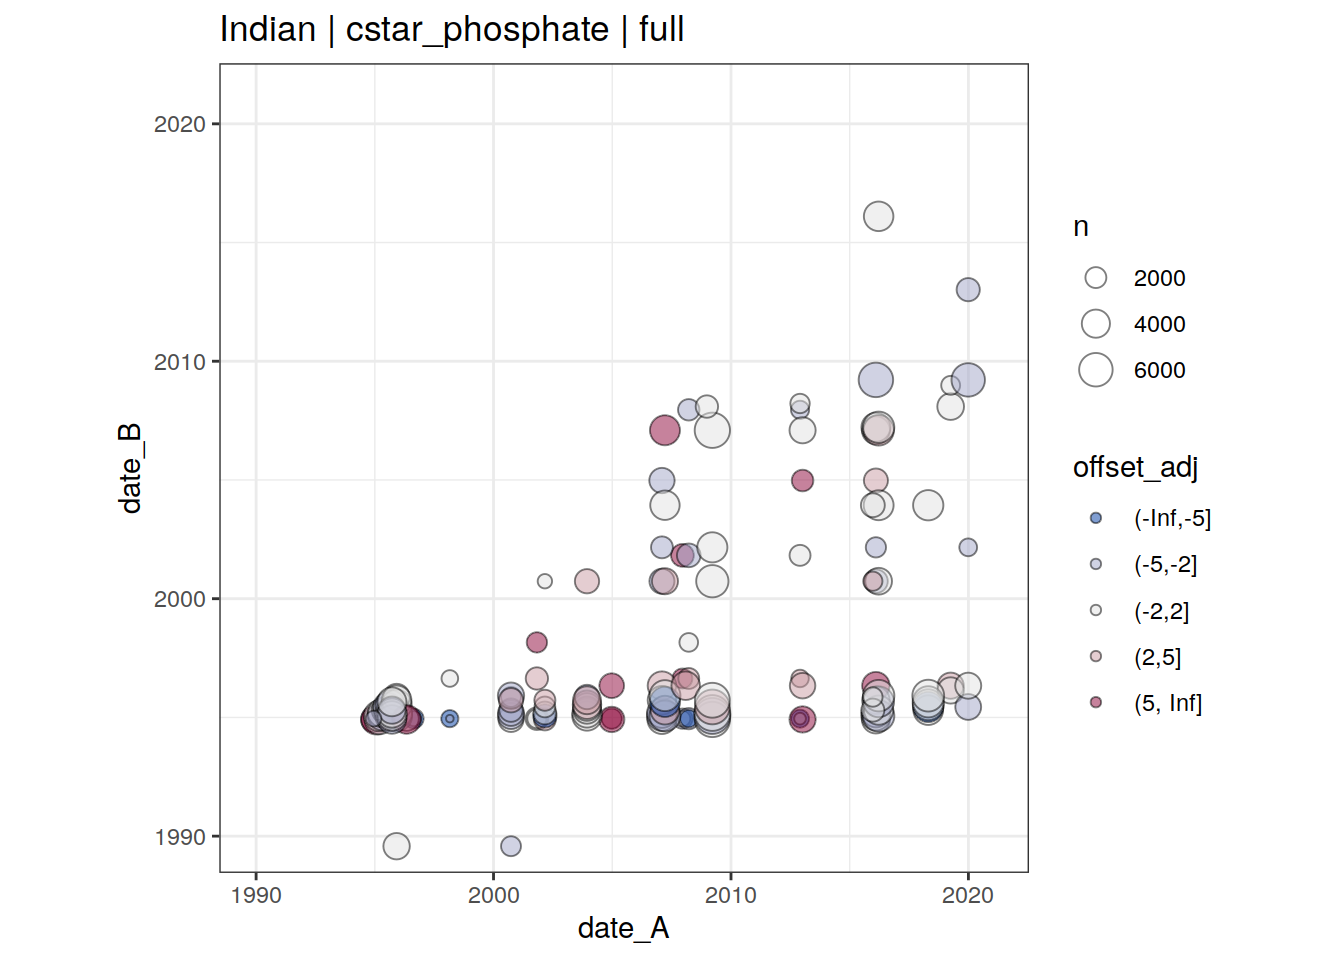 Indian | cstar_phosphate | full
2020
2010
2000
1990
date_B
1990
2000
2010
2020
date_A
n
2000
4000
6000
offset_adj
(-Inf,-5]
(-5,-2]
(-2,2]
(2,5]
(5, Inf]